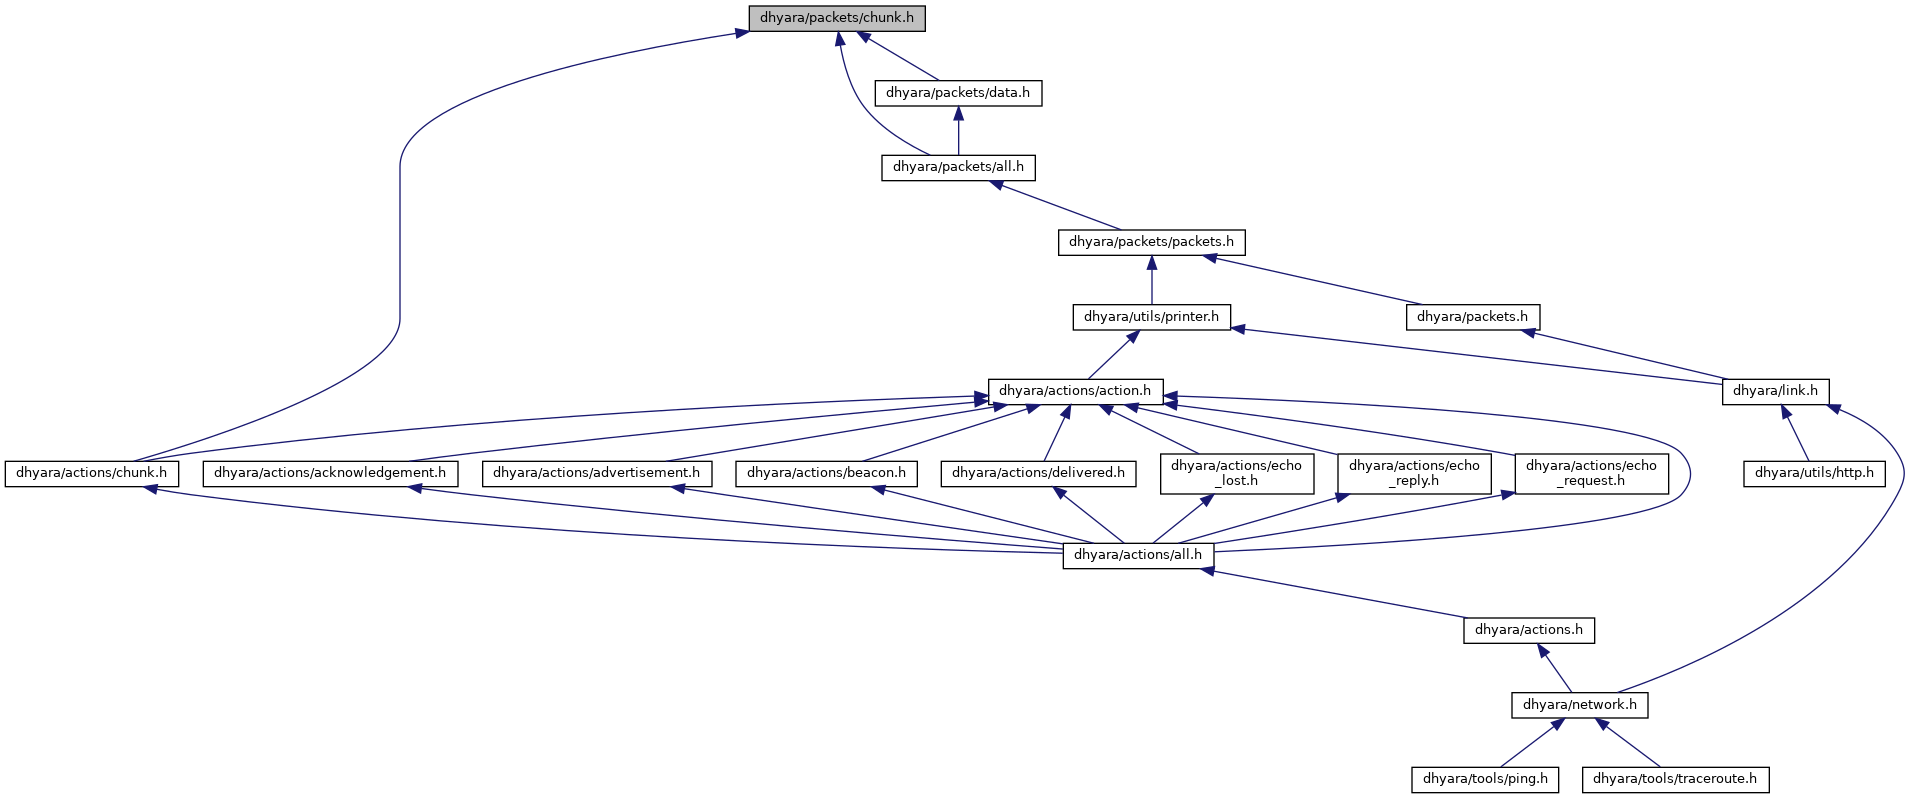 dhyara/packets/chunk.h
dhyara/packets/data.h
dhyara/packets/all.h
dhyara/packets/packets.h
dhyara/utils/printer.h
dhyara/packets.h
dhyara/actions/action.h
dhyara/link.h
dhyara/actions/chunk.h
dhyara/actions/acknowledgement.h
dhyara/actions/advertisement.h
dhyara/actions/beacon.h
dhyara/actions/delivered.h
dhyara/actions/echo
_lost.h
dhyara/actions/echo
_reply.h
dhyara/actions/echo
_request.h
dhyara/utils/http.h
dhyara/actions/all.h
dhyara/actions.h
dhyara/network.h
dhyara/tools/ping.h
dhyara/tools/traceroute.h